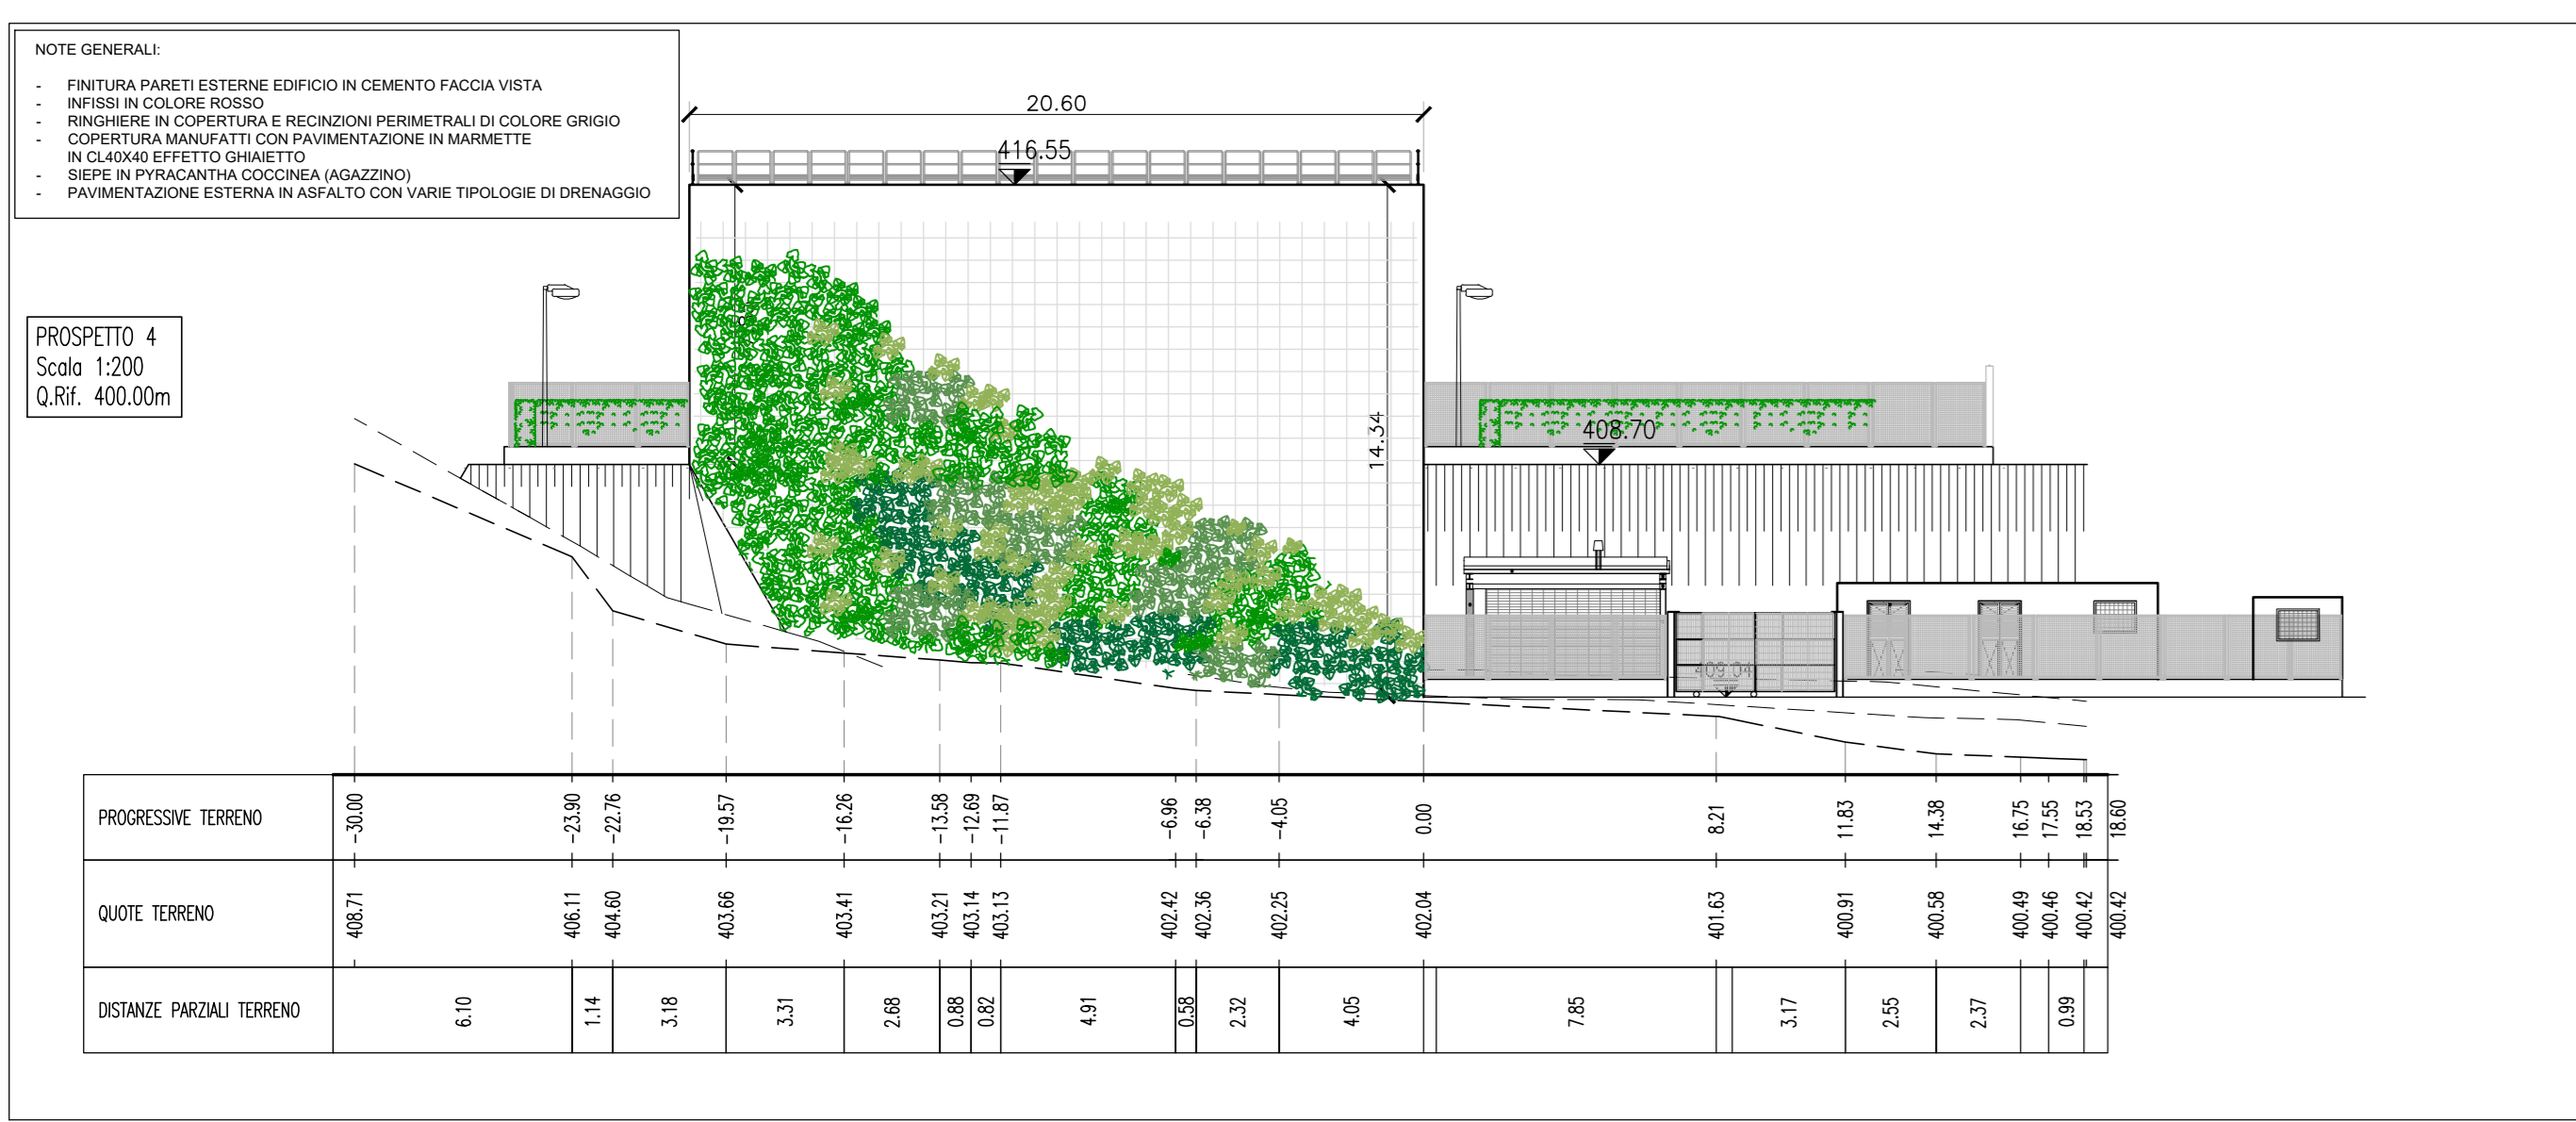 NOTE GENERALI:
- FINITURA PARETI ESTERNE EDIFICIO IN CEMENTO FACCIA VISTA
- INFISSI IN COLORE ROSSO
- RINGHIERE IN COPERTURA E RECINZIONI PERIMETRALI DI COLORE GRIGIO
- COPERTURA MANUFATTI CON PAVIMENTAZIONE IN MARMETTE
IN CL40X40 EFFETTO GHIAIETTO
- SIEPE IN PYRACANTHA COCCINEA (AGAZZINO)
- PAVIMENTAZIONE ESTERNA IN ASFALTO CON VARIE TIPOLOGIE DI DRENAGGIO
20.60
416.55
PROSPETTO 4
Scala 1:200
Q.Rif. 400.00m
14.34
408.70
409.04
PROGRESSIVE TERRENO -30.00 -23.90 -22.76 -19.57 -16.26 -13.58 -12.69 -11.87 -6.96 -6.38 -4.05 0.00 8.21 11.83 14.38 16.75 17.55 18.53 18.60
QUOTE TERRENO 408.71 406.11 404.60 403.66 403.41 403.21 403.14 403.13 402.42 402.36 402.25 402.04 401.63 400.91 400.58 400.49 400.46 400.42 400.42
DISTANZE PARZIALI TERRENO 6.10 1.14 3.18 3.31 2.68 0.88 0.82 4.91 0.58 2.32 4.05 7.85 3.17 2.55 2.37 0.99